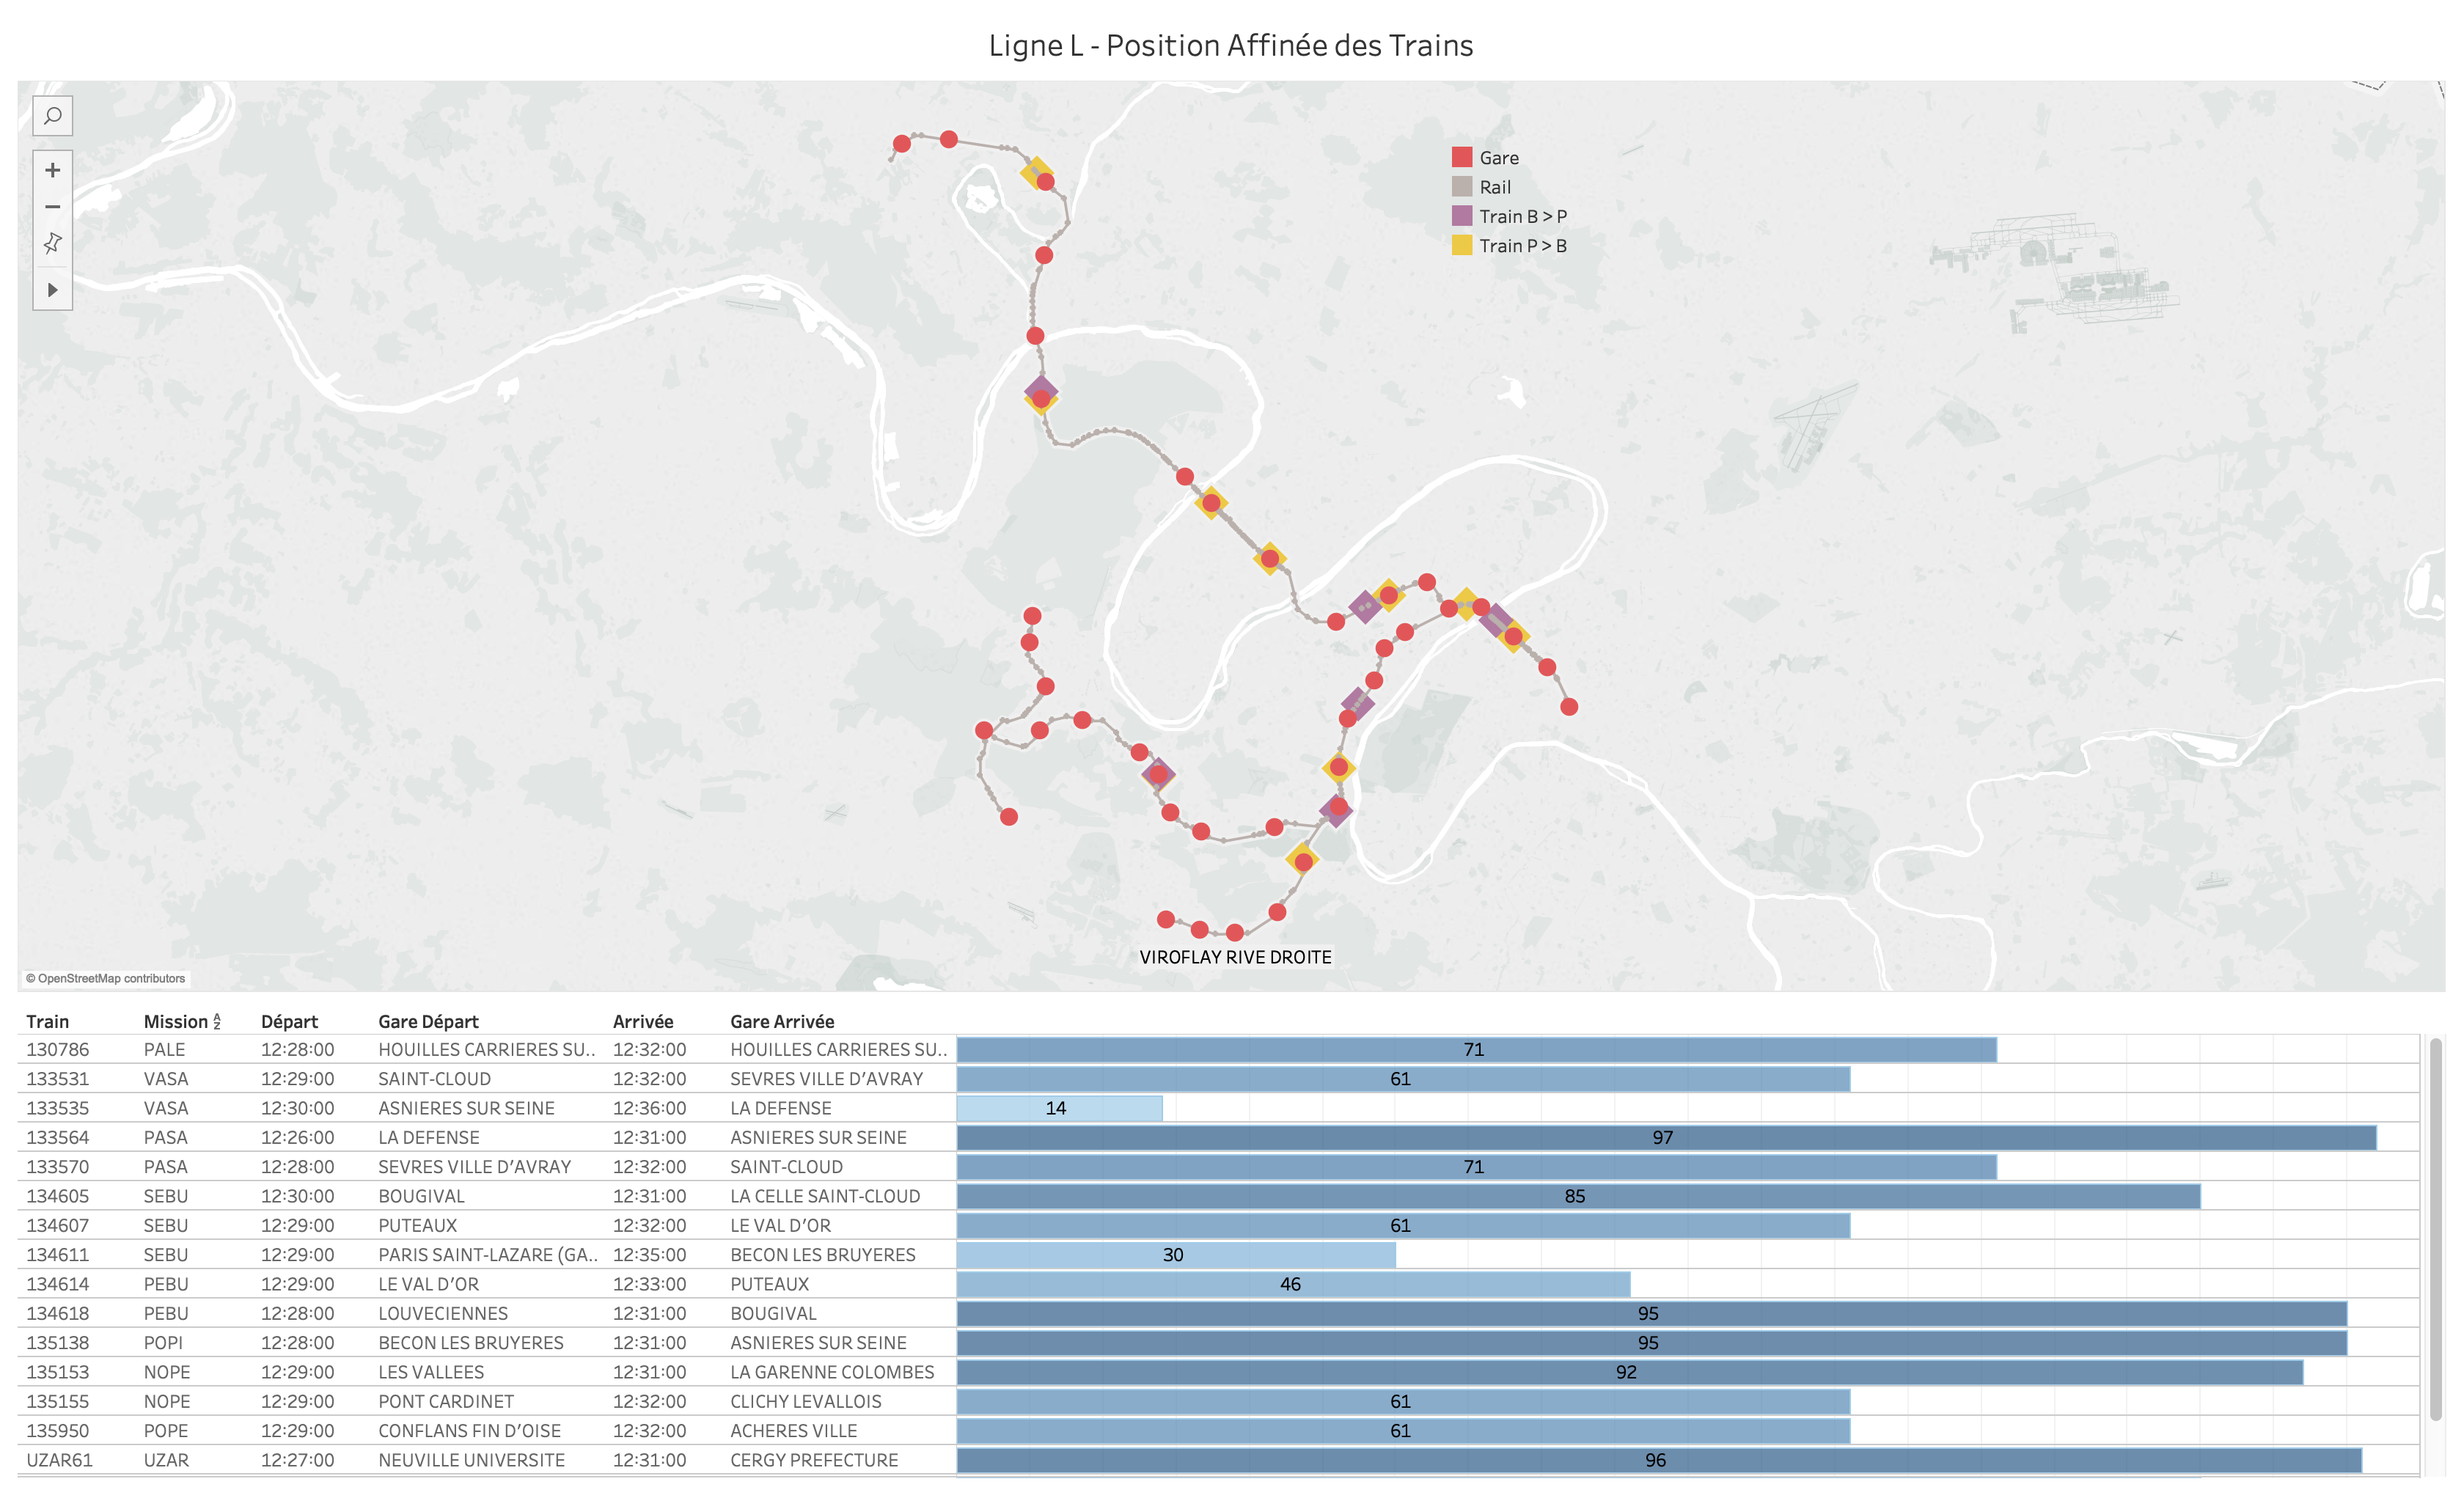 Ligne L - Position Affinée des Trains
Gare
Rail
Train B > P
Train P > B
VIROFLAY RIVE DROITE
© OpenStreetMap contributors
Train Mission Départ Gare Départ Arrivée Gare Arrivée
130786 PALE 12:28:00 HOUILLES CARRIERES SU.. 12:32:00 HOUILLES CARRIERES SU.. 71
133531 VASA 12:29:00 SAINT-CLOUD 12:32:00 SEVRES VILLE D'AVRAY 61
133535 VASA 12:30:00 ASNIERES SUR SEINE 12:36:00 LA DEFENSE 14
133564 PASA 12:26:00 LA DEFENSE 12:31:00 ASNIERES SUR SEINE 97
133570 PASA 12:28:00 SEVRES VILLE D'AVRAY 12:32:00 SAINT-CLOUD 71
134605 SEBU 12:30:00 BOUGIVAL 12:31:00 LA CELLE SAINT-CLOUD 85
134607 SEBU 12:29:00 PUTEAUX 12:32:00 LE VAL D'OR 61
134611 SEBU 12:29:00 PARIS SAINT-LAZARE (GA.. 12:35:00 BECON LES BRUYERES 30
134614 PEBU 12:29:00 LE VAL D'OR 12:33:00 PUTEAUX 46
134618 PEBU 12:28:00 LOUVECIENNES 12:31:00 BOUGIVAL 95
135138 POPI 12:28:00 BECON LES BRUYERES 12:31:00 ASNIERES SUR SEINE 95
135153 NOPE 12:29:00 LES VALLEES 12:31:00 LA GARENNE COLOMBES 92
135155 NOPE 12:29:00 PONT CARDINET 12:32:00 CLICHY LEVALLOIS 61
135950 POPE 12:29:00 CONFLANS FIN D'OISE 12:32:00 ACHERES VILLE 61
UZAR61 UZAR 12:27:00 NEUVILLE UNIVERSITE 12:31:00 CERGY PREFECTURE 96